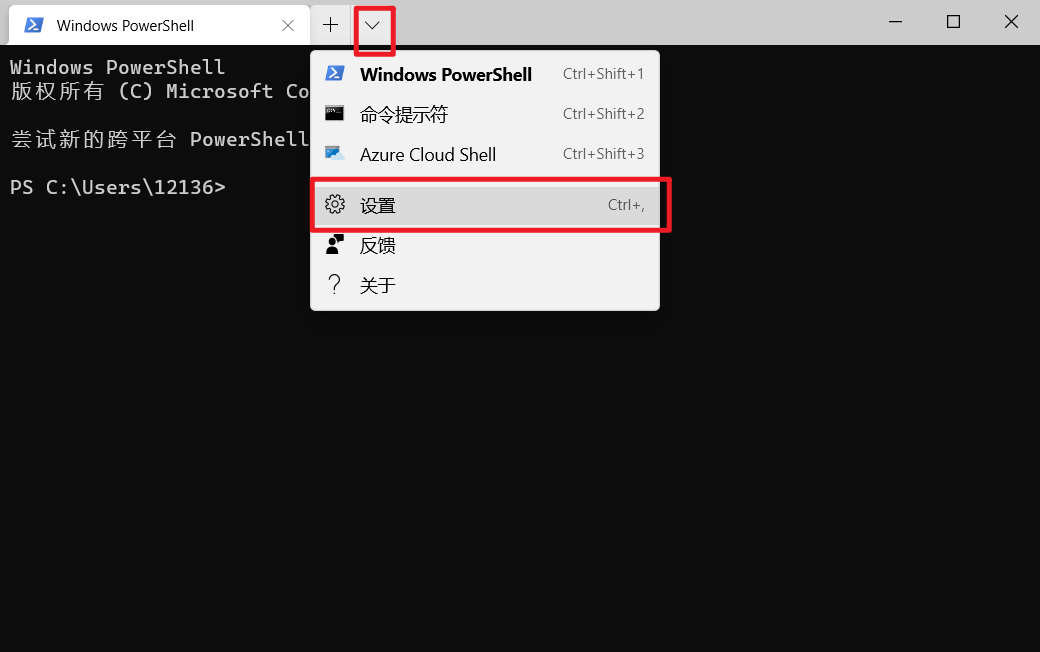 Windows PowerShell
Windows PowerShell
版权所有 (C) Microsoft Co
尝试新的跨平台 PowerShell
PS C:\Users\12136>
Windows PowerShell Ctrl+Shift+1
命令提示符 Ctrl+Shift+2
Azure Cloud Shell Ctrl+Shift+3
设置 Ctrl+,
反馈
关于